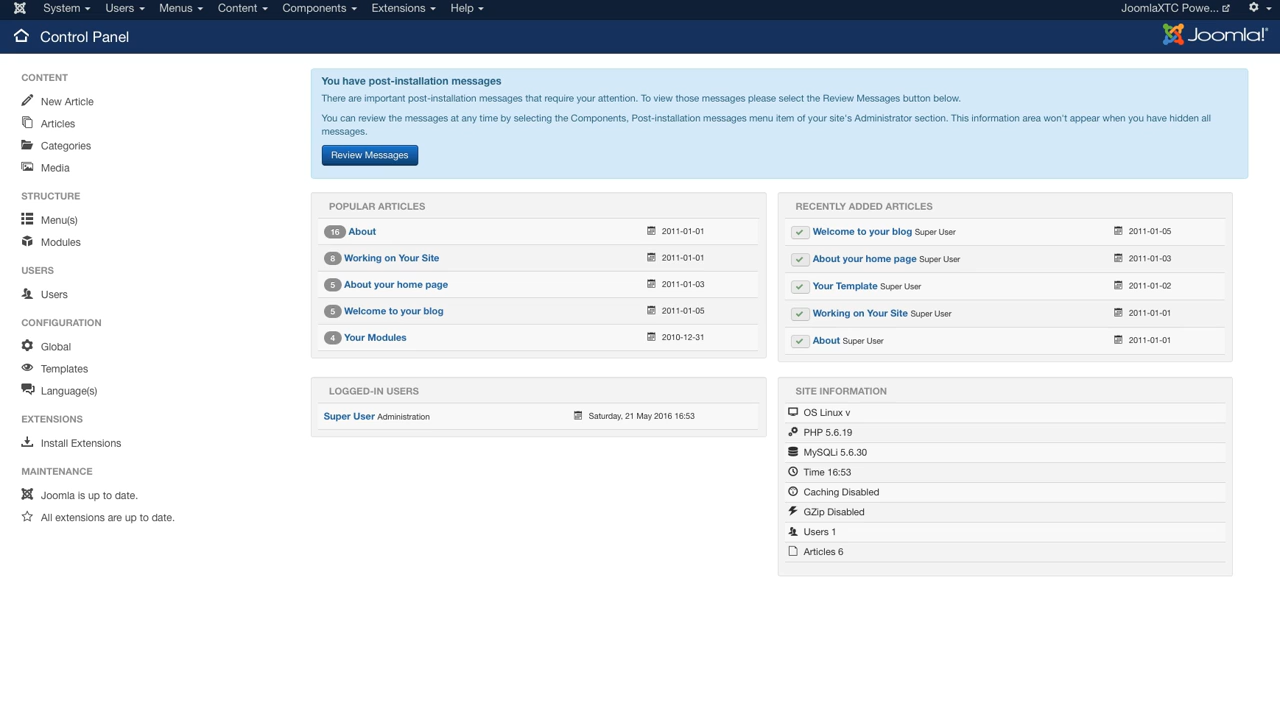 System Users Menus Content Components Extensions Help JoomlaXTC Powe...
Control Panel
Joomla!®
CONTENT
New Article
Articles
Categories
Media
STRUCTURE
Menu(s)
Modules
USERS
Users
CONFIGURATION
Global
Templates
Language(s)
EXTENSIONS
Install Extensions
MAINTENANCE
Joomla is up to date.
All extensions are up to date.
You have post-installation messages
There are important post-installation messages that require your attention. To view those messages please select the Review Messages button below.
You can review the messages at any time by selecting the Components, Post-installation messages menu item of your site's Administrator section. This information area won't appear when you have hidden all
messages.
Review Messages
POPULAR ARTICLES
16 About 2011-01-01
8 Working on Your Site 2011-01-01
5 About your home page 2011-01-03
5 Welcome to your blog 2011-01-05
4 Your Modules 2010-12-31
RECENTLY ADDED ARTICLES
Welcome to your blog Super User 2011-01-05
About your home page Super User 2011-01-03
Your Template Super User 2011-01-02
Working on Your Site Super User 2011-01-01
About Super User 2011-01-01
LOGGED-IN USERS
Super User Administration Saturday, 21 May 2016 16:53
SITE INFORMATION
OS Linux v
PHP 5.6.19
MySQLi 5.6.30
Time 16:53
Caching Disabled
GZip Disabled
Users 1
Articles 6